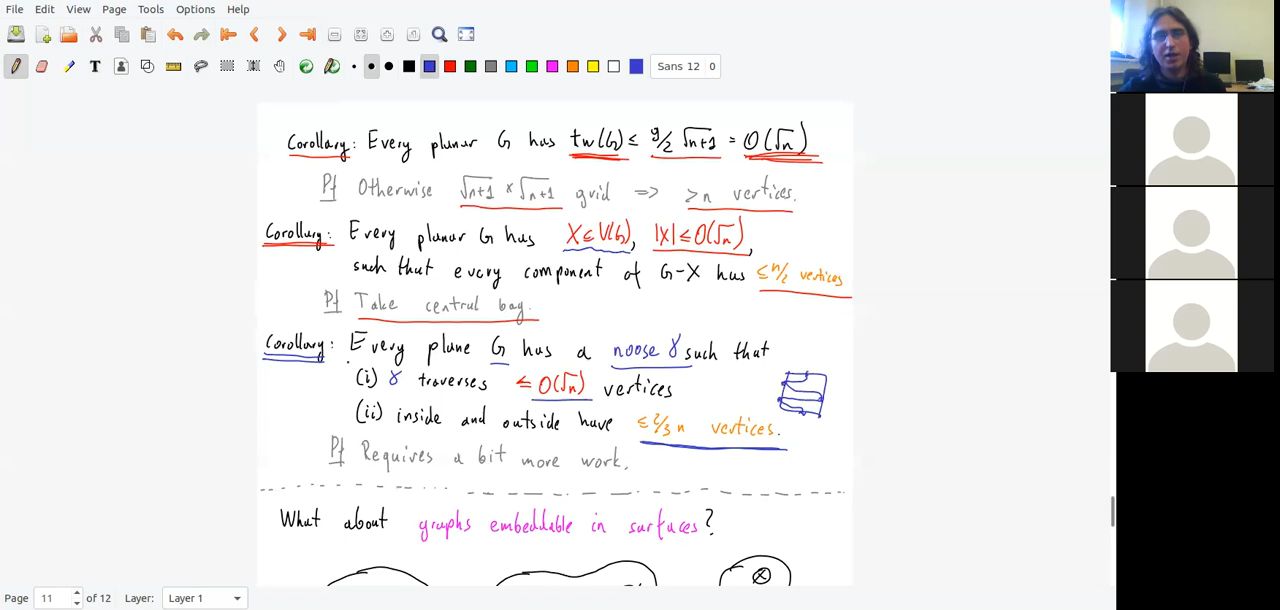 File Edit View Page Tools Options Help
Sans 12 0
Corollary: Every planar G has tw(G) ≤ 9/2 √n+1 = O(√n)
Pf Otherwise √n+1 × √n+1 grid => >n vertices.
Corollary: Every planar G has X ⊆ V(G), |X| ≤ O(√n),
such that every component of G-X has ≤ n/2 vertices
Pf Take central bag.
Corollary: Every plane G has a noose γ such that
(i) γ traverses ≤ O(√n) vertices
(ii) inside and outside have ≤ 2/3 n vertices.
Pf Requires a bit more work.
What about graphs embeddable in surfaces?
Page 11 of 12 Layer: Layer 1